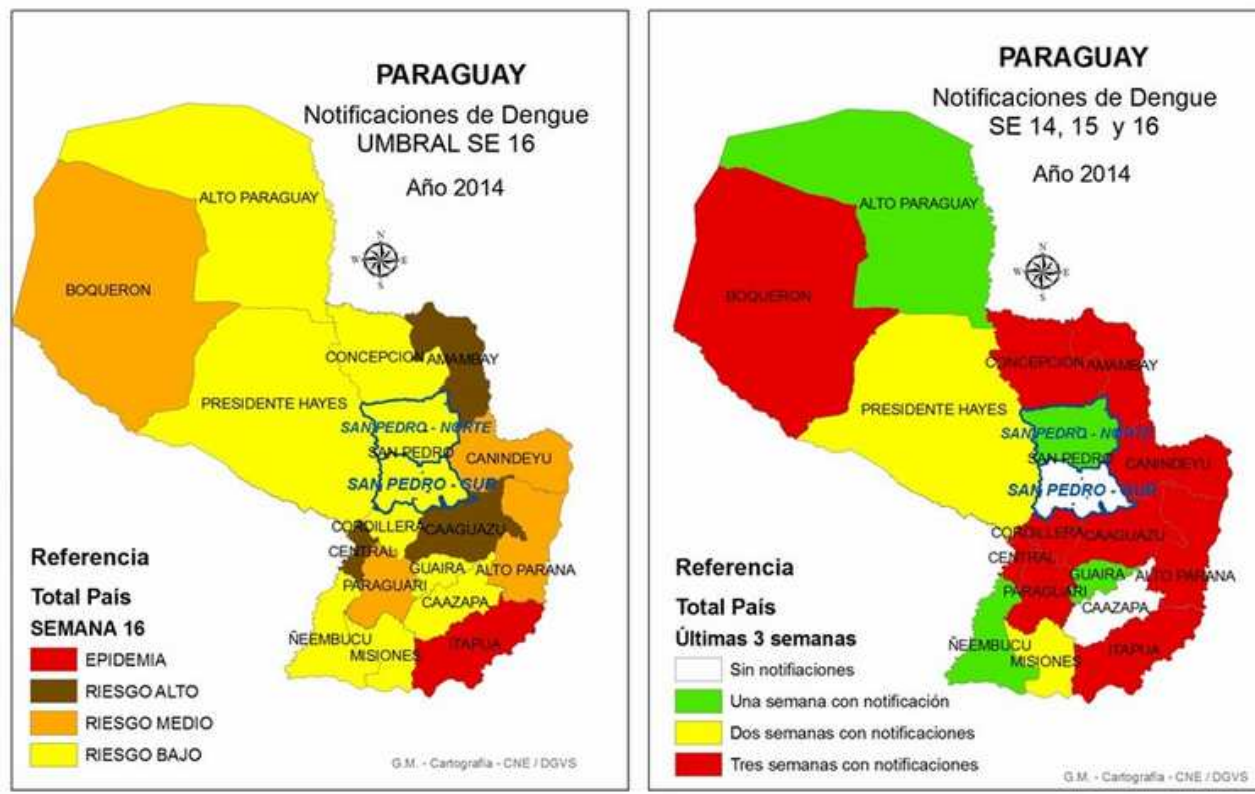 PARAGUAY
Notificaciones de Dengue
UMBRAL SE 16
Año 2014
N
W
E
S
ALTO PARAGUAY
BOQUERON
CONCEPCION
AMAMBAY
PRESIDENTE HAYES
SAN PEDRO - NORTE
SAN PEDRO
CANINDEYU
SAN PEDRO - SUR
CORDILLERA
CAAGUAZU
CENTRAL
GUAIRA
ALTO PARANA
PARAGUARI
CAAZAPA
ÑEEMBUCU
MISIONES
ITAPUA
Referencia
Total País
SEMANA 16
EPIDEMIA
RIESGO ALTO
RIESGO MEDIO
RIESGO BAJO
G.M. - Cartografia - CNE / DGVS
PARAGUAY
Notificaciones de Dengue
SE 14, 15 y 16
Año 2014
N
W
E
S
ALTO PARAGUAY
BOQUERON
CONCEPCION
AMAMBAY
PRESIDENTE HAYES
SAN PEDRO - NORTE
SAN PEDRO
CANINDEYU
SAN PEDRO - SUR
CORDILLERA
CAAGUAZU
CENTRAL
GUAIRA
ALTO PARANA
PARAGUARI
CAAZAPA
ÑEEMBUCU
MISIONES
ITAPUA
Referencia
Total País
Últimas 3 semanas
Sin notifiaciones
Una semana con notificación
Dos semanas con notificaciones
Tres semanas con notificaciones
G.M. - Cartografia - CNE / DGVS